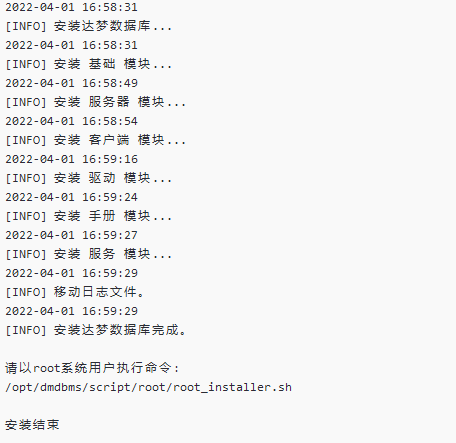 2022-04-01 16:58:31
[INFO] 安装达梦数据库...
2022-04-01 16:58:31
[INFO] 安装 基础 模块...
2022-04-01 16:58:49
[INFO] 安装 服务器 模块...
2022-04-01 16:58:54
[INFO] 安装 客户端 模块...
2022-04-01 16:59:16
[INFO] 安装 驱动 模块...
2022-04-01 16:59:24
[INFO] 安装 手册 模块...
2022-04-01 16:59:27
[INFO] 安装 服务 模块...
2022-04-01 16:59:29
[INFO] 移动日志文件。
2022-04-01 16:59:29
[INFO] 安装达梦数据库完成。
请以root系统用户执行命令:
/opt/dmdbms/script/root/root_installer.sh
安装结束